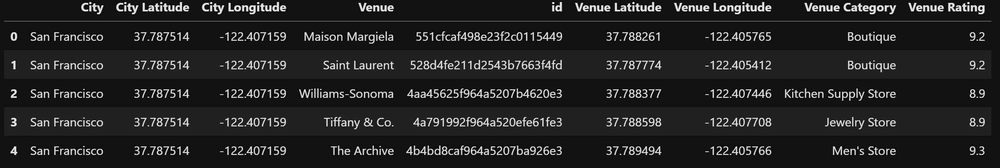 City City Latitude City Longitude Venue id Venue Latitude Venue Longitude Venue Category Venue Rating
0 San Francisco 37.787514 -122.407159 Maison Margiela 551cfcaf498e23f2c0115449 37.788261 -122.405765 Boutique 9.2
1 San Francisco 37.787514 -122.407159 Saint Laurent 528d4fe211d2543b7663f4fd 37.787774 -122.405412 Boutique 9.2
2 San Francisco 37.787514 -122.407159 Williams-Sonoma 4aa45625f964a5207b4620e3 37.788377 -122.407446 Kitchen Supply Store 8.9
3 San Francisco 37.787514 -122.407159 Tiffany & Co. 4a791992f964a520efe61fe3 37.788598 -122.407708 Jewelry Store 8.9
4 San Francisco 37.787514 -122.407159 The Archive 4b4bd8caf964a5207ba926e3 37.789494 -122.405766 Men's Store 9.3